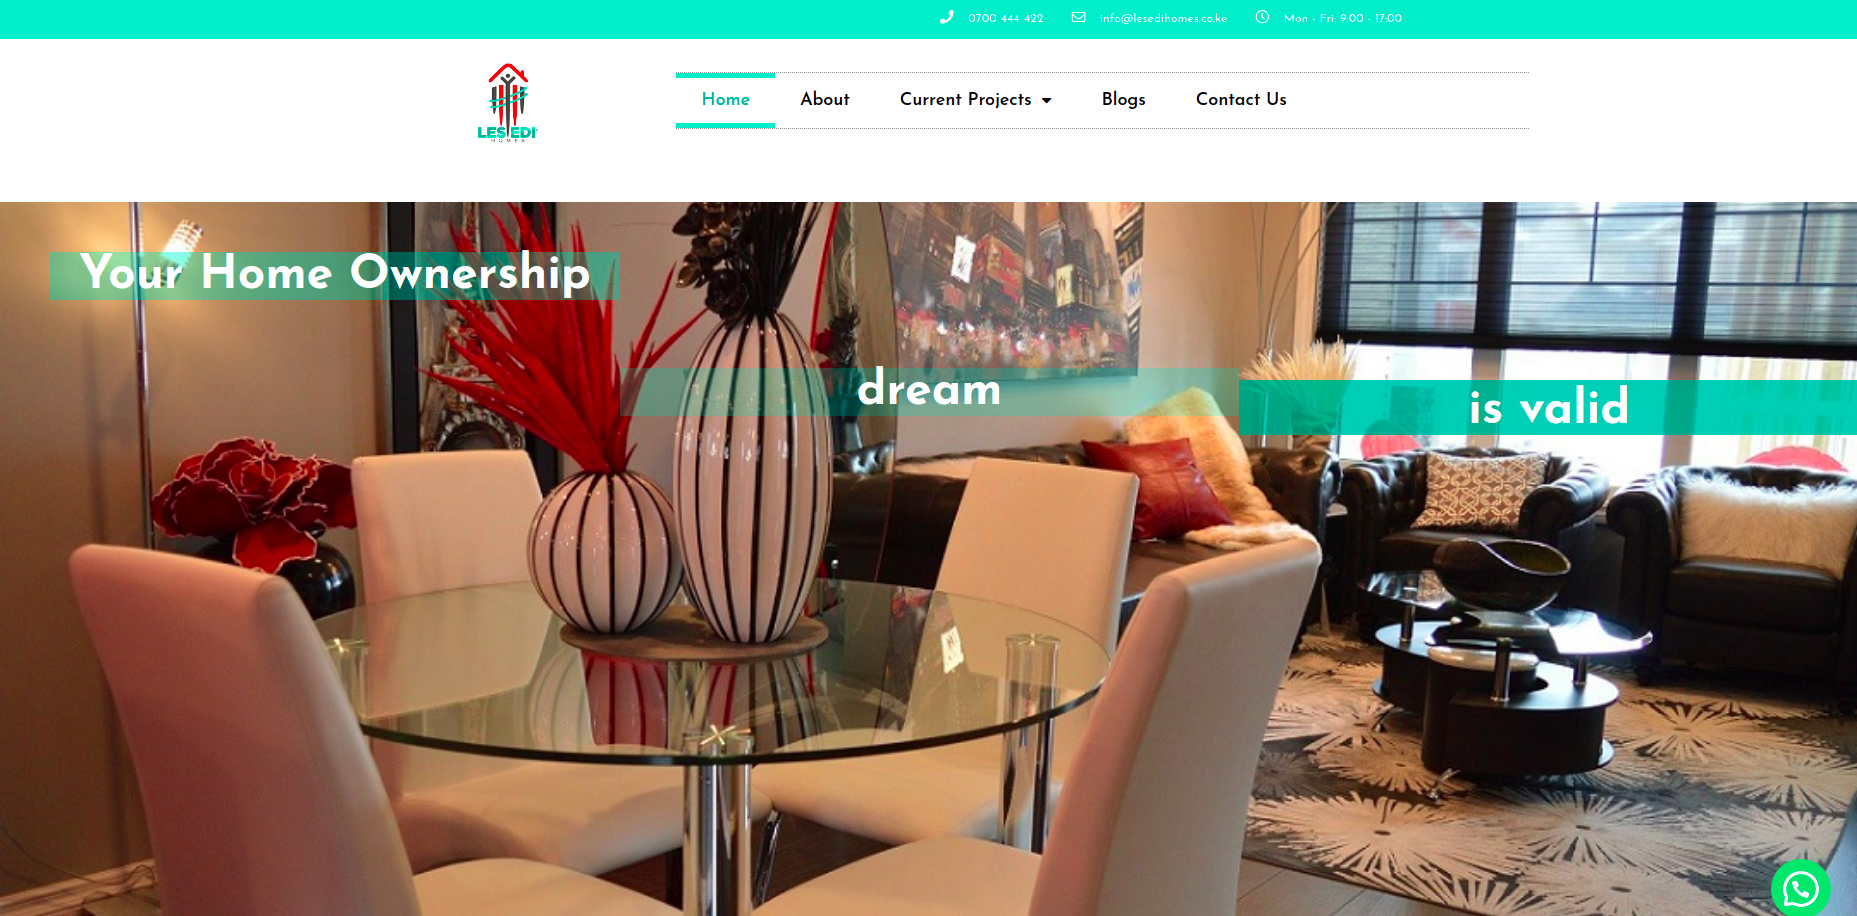 0700 444 422
info@lesedihomes.co.ke
Mon - Fri: 9:00 - 17:00
LESEDI
HOMES
Home
About
Current Projects
Blogs
Contact Us
Your Home Ownership
dream
is valid